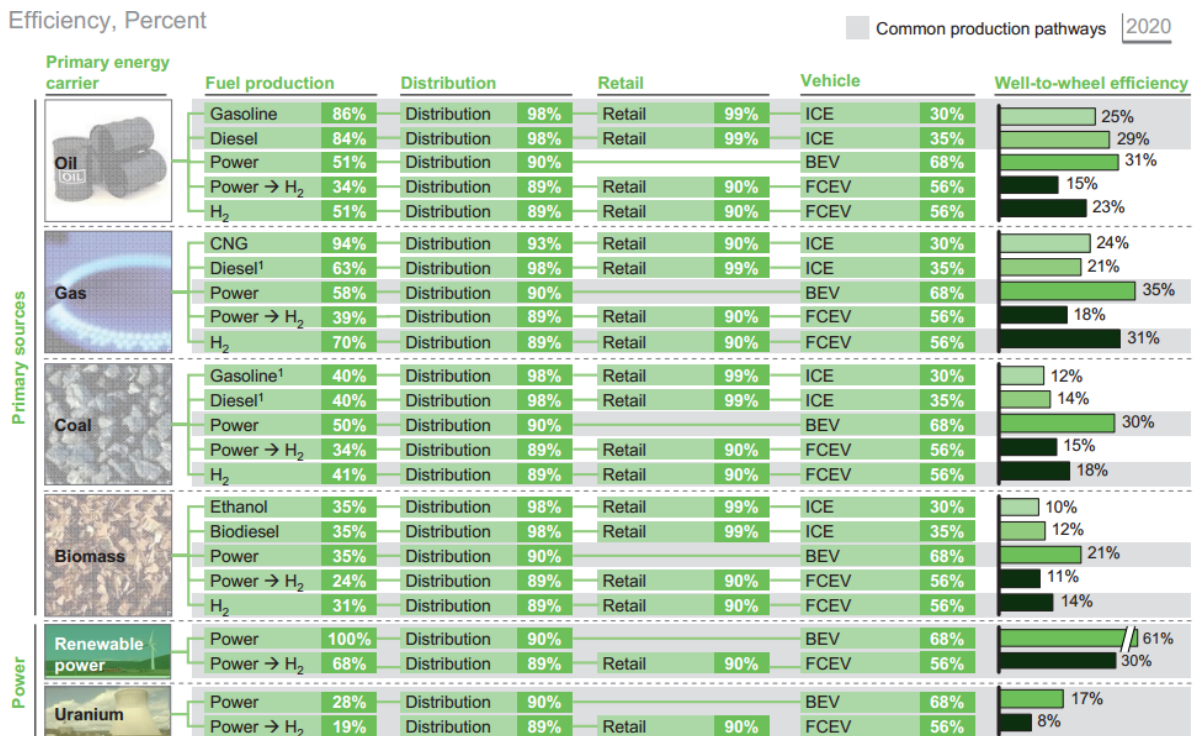 Efficiency, Percent
Common production pathways 2020
Primary energy carrier Fuel production Distribution Retail Vehicle Well-to-wheel efficiency
Primary sources
Oil
OIL
Gasoline 86% Distribution 98% Retail 99% ICE 30% 25%
Diesel 84% Distribution 98% Retail 99% ICE 35% 29%
Power 51% Distribution 90% BEV 68% 31%
Power → H₂ 34% Distribution 89% Retail 90% FCEV 56% 15%
H₂ 51% Distribution 89% Retail 90% FCEV 56% 23%
Gas
CNG 94% Distribution 93% Retail 90% ICE 30% 24%
Diesel¹ 63% Distribution 98% Retail 99% ICE 35% 21%
Power 58% Distribution 90% BEV 68% 35%
Power → H₂ 39% Distribution 89% Retail 90% FCEV 56% 18%
H₂ 70% Distribution 89% Retail 90% FCEV 56% 31%
Coal
Gasoline¹ 40% Distribution 98% Retail 99% ICE 30% 12%
Diesel¹ 40% Distribution 98% Retail 99% ICE 35% 14%
Power 50% Distribution 90% BEV 68% 30%
Power → H₂ 34% Distribution 89% Retail 90% FCEV 56% 15%
H₂ 41% Distribution 89% Retail 90% FCEV 56% 18%
Biomass
Ethanol 35% Distribution 98% Retail 99% ICE 30% 10%
Biodiesel 35% Distribution 98% Retail 99% ICE 35% 12%
Power 35% Distribution 90% BEV 68% 21%
Power → H₂ 24% Distribution 89% Retail 90% FCEV 56% 11%
H₂ 31% Distribution 89% Retail 90% FCEV 56% 14%
Power
Renewable power
Power 100% Distribution 90% BEV 68% 61%
Power → H₂ 68% Distribution 89% Retail 90% FCEV 56% 30%
Uranium
Power 28% Distribution 90% BEV 68% 17%
Power → H₂ 19% Distribution 89% Retail 90% FCEV 56% 8%